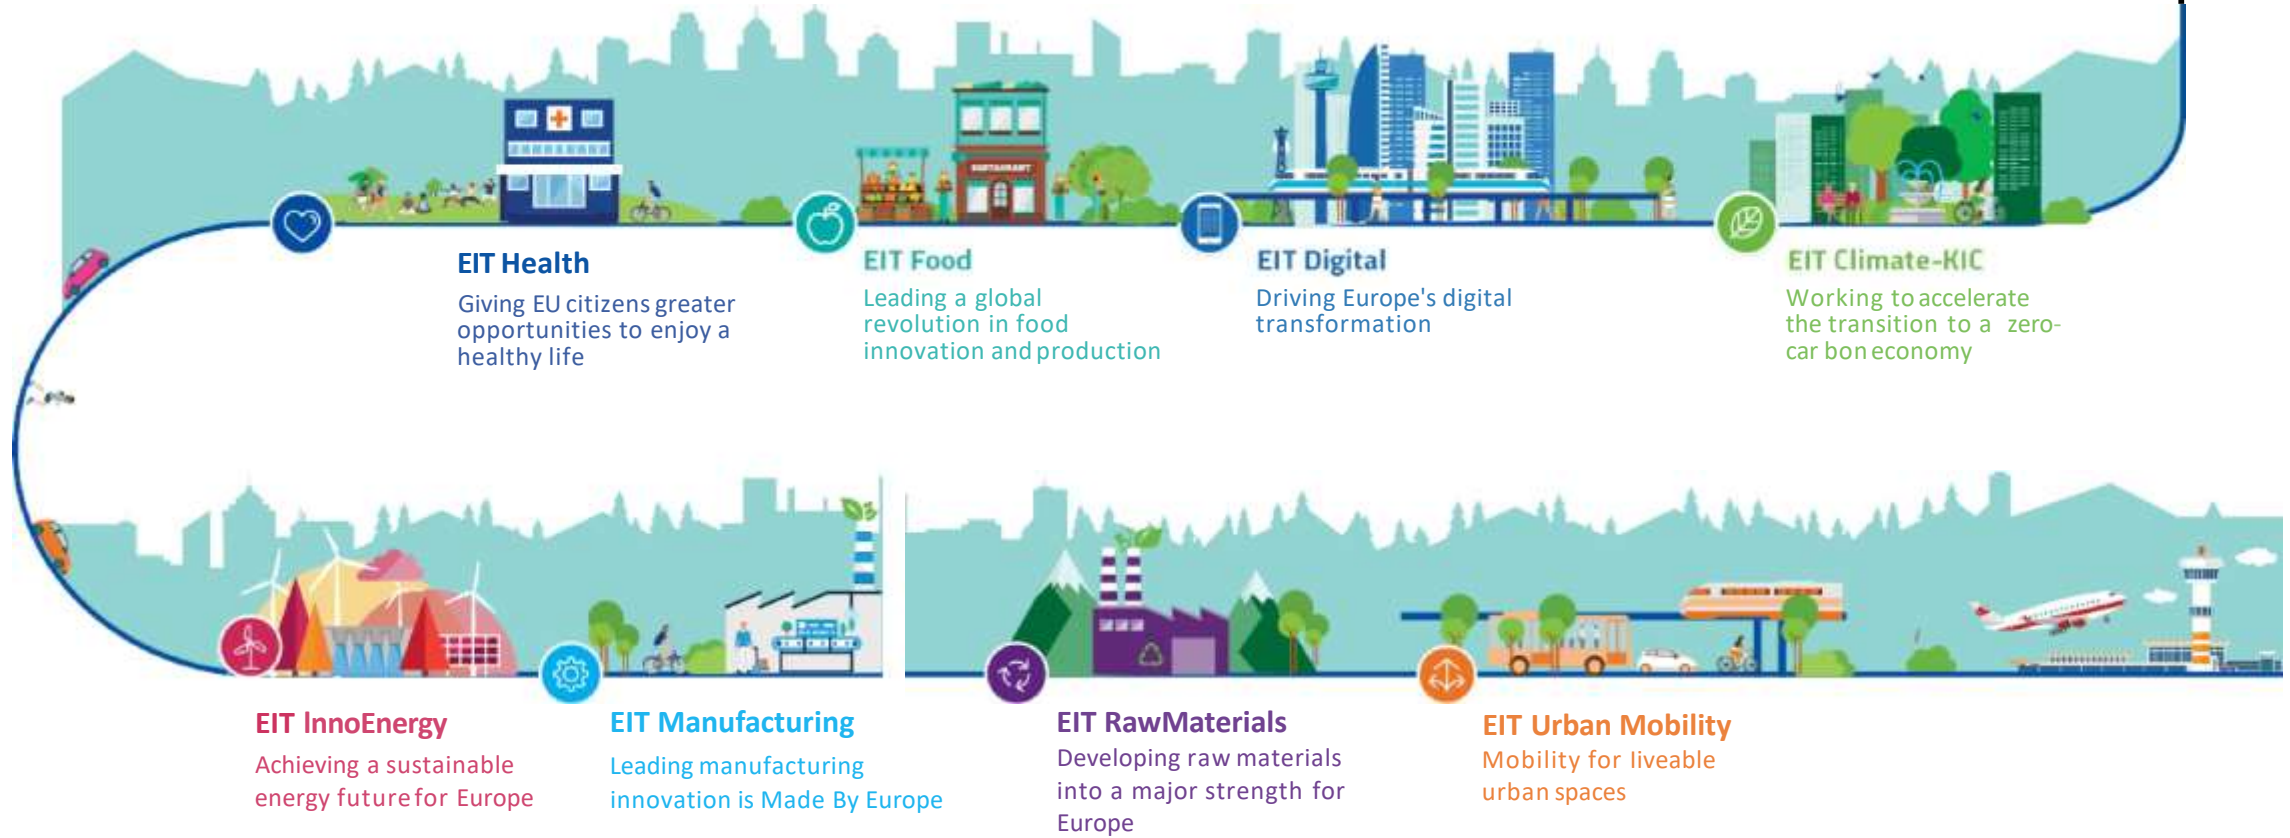 RESTAURANT
EIT Health
Giving EU citizens greater
opportunities to enjoy a
healthy life
EIT Food
Leading a global
revolution in food
innovation and production
EIT Digital
Driving Europe's digital
transformation
EIT Climate-KIC
Working to accelerate
the transition to a zero-
car bon economy
EIT InnoEnergy
Achieving a sustainable
energy future for Europe
EIT Manufacturing
Leading manufacturing
innovation is Made By Europe
EIT RawMaterials
Developing raw materials
into a major strength for
Europe
EIT Urban Mobility
Mobility for liveable
urban spaces